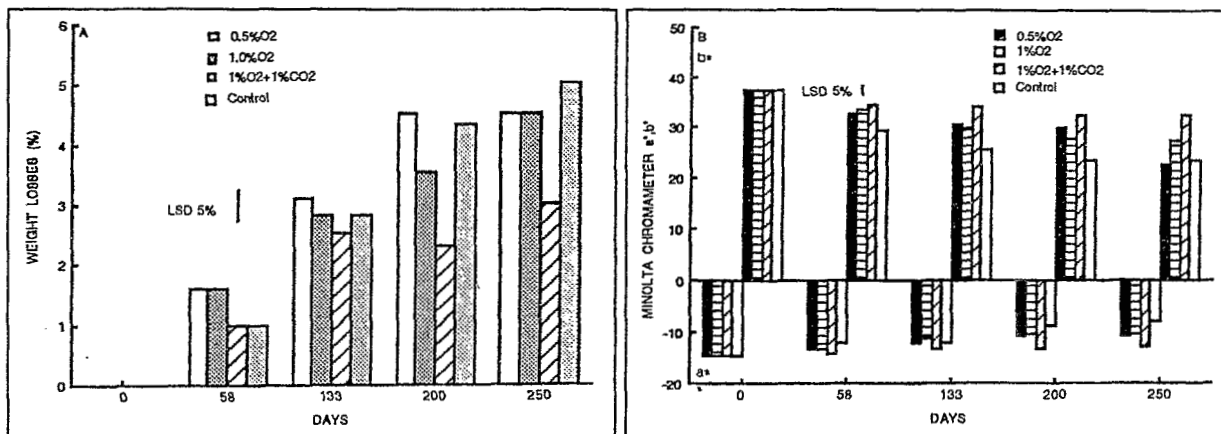 A
0.5%O2
1.0%O2
1%O2+1%CO2
Control
LSD 5%
WEIGHT LOSSES (%)
6
5
4
3
2
1
0
0 58 133 200 250
DAYS
B
b*
0.5%O2
1%O2
1%O2+1%CO2
Control
LSD 5%
MINOLTA CHROMAMETER a*,b*
50
40
30
20
10
0
-10
-20
a*
0 58 133 200 250
DAYS